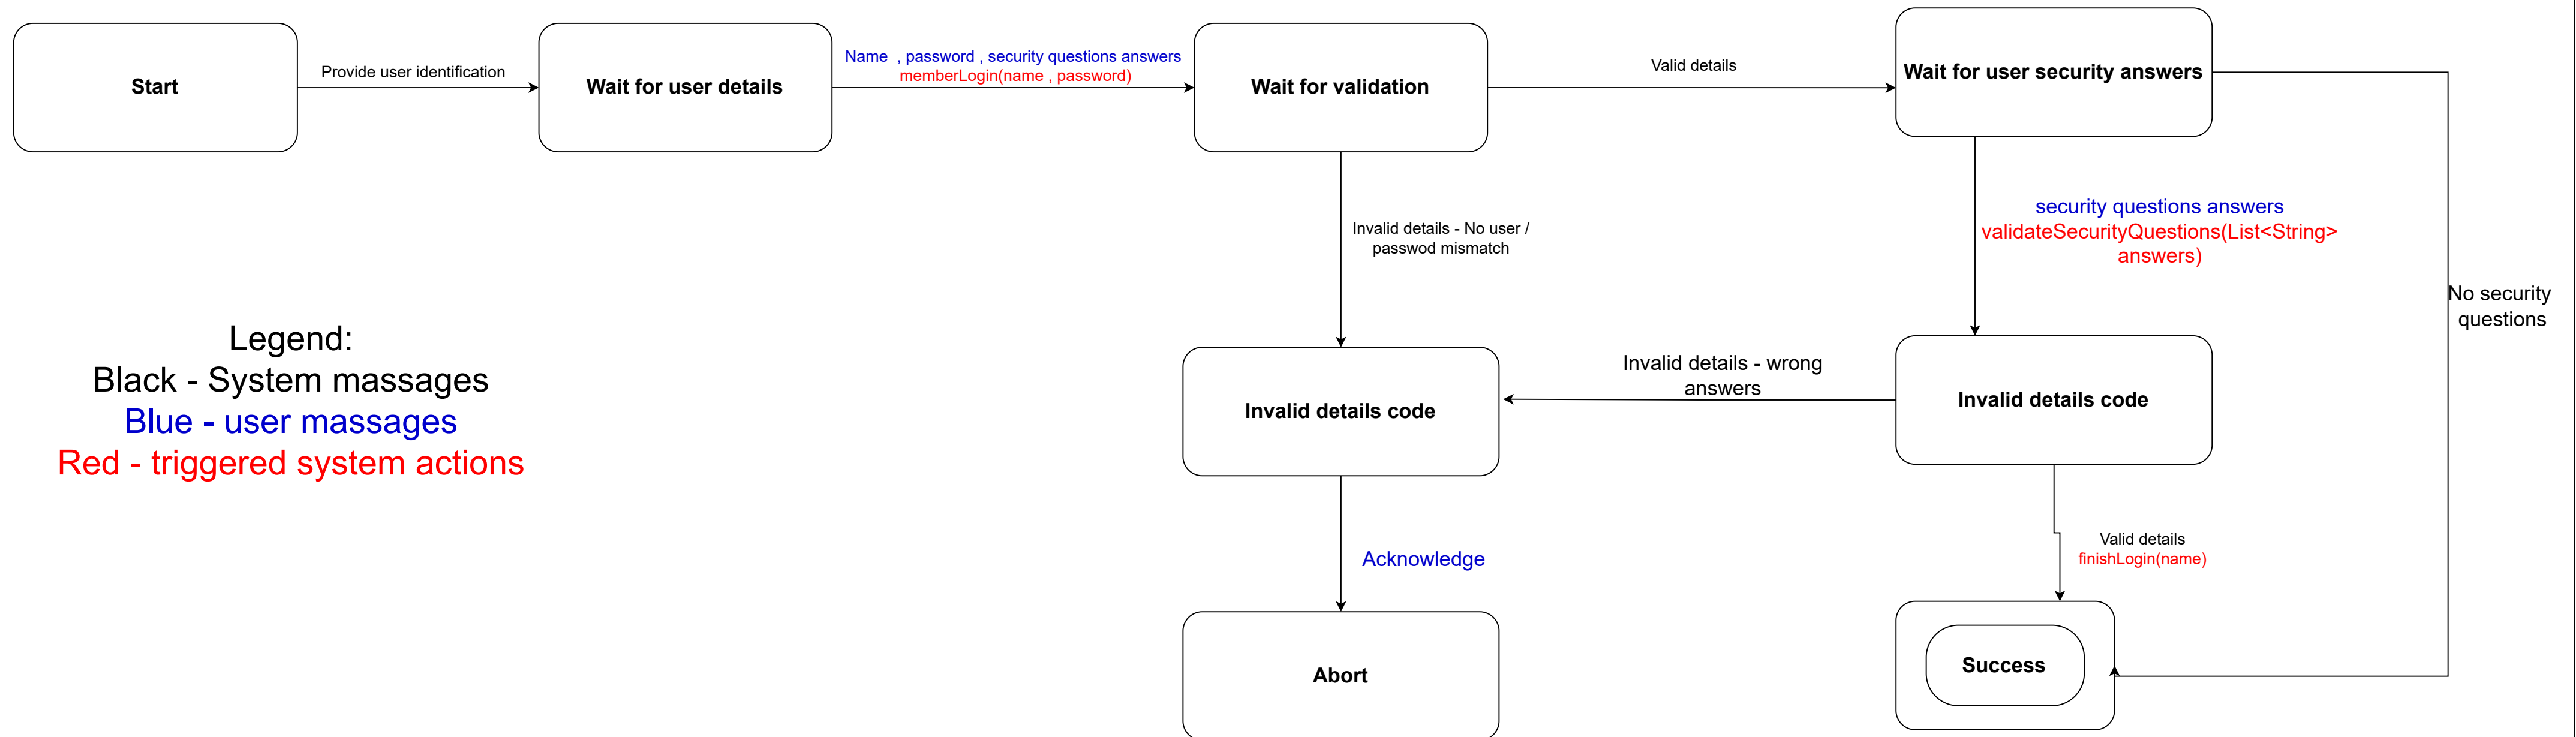 Start
Provide user identification
Wait for user details
Name , password , security questions answers
memberLogin(name , password)
Wait for validation
Valid details
Wait for user security answers
Invalid details - No user /
passwod mismatch
security questions answers
validateSecurityQuestions(List<String>
answers)
No security
questions
Legend:
Black - System massages
Blue - user massages
Red - triggered system actions
Invalid details code
Invalid details - wrong
answers
Invalid details code
Acknowledge
Valid details
finishLogin(name)
Abort
Success